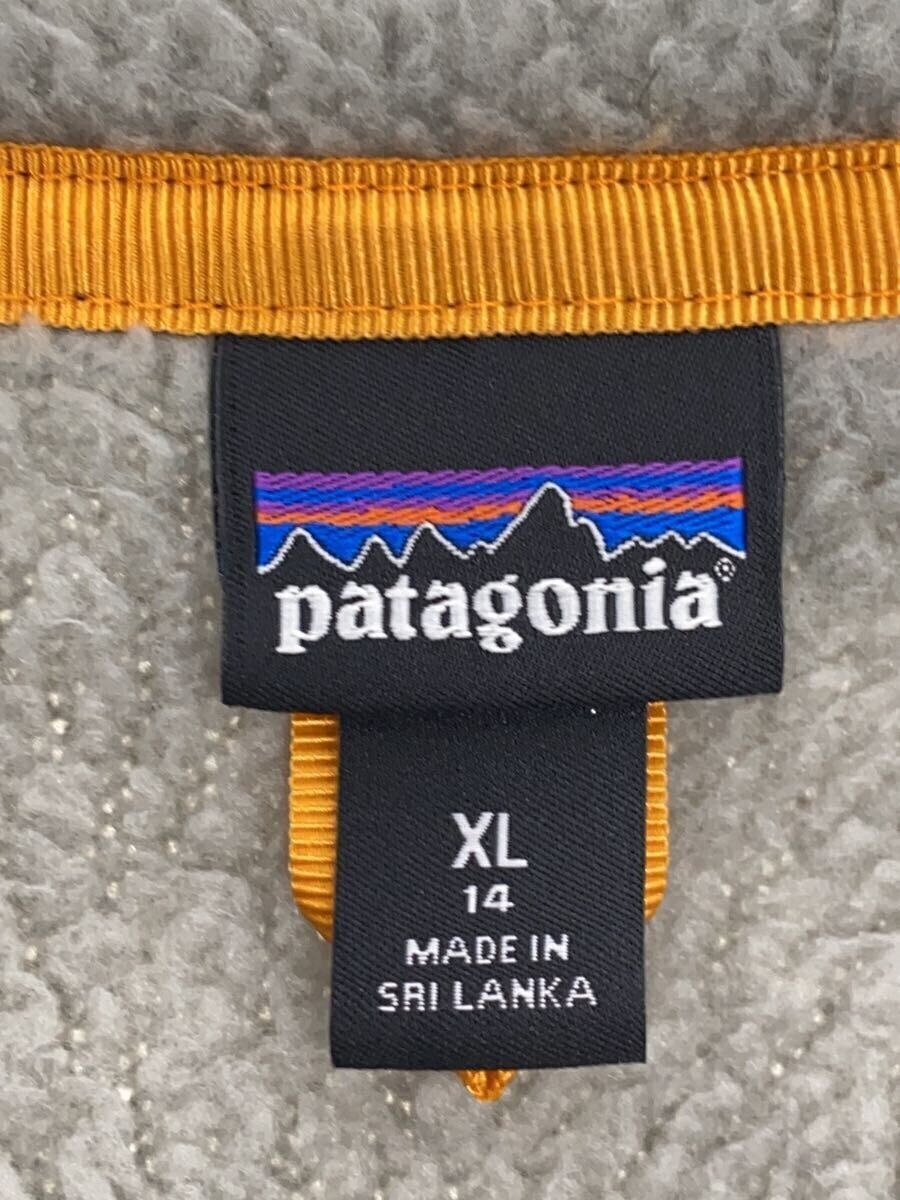 patagonia®
XL
14
MADE IN
SRI LANKA